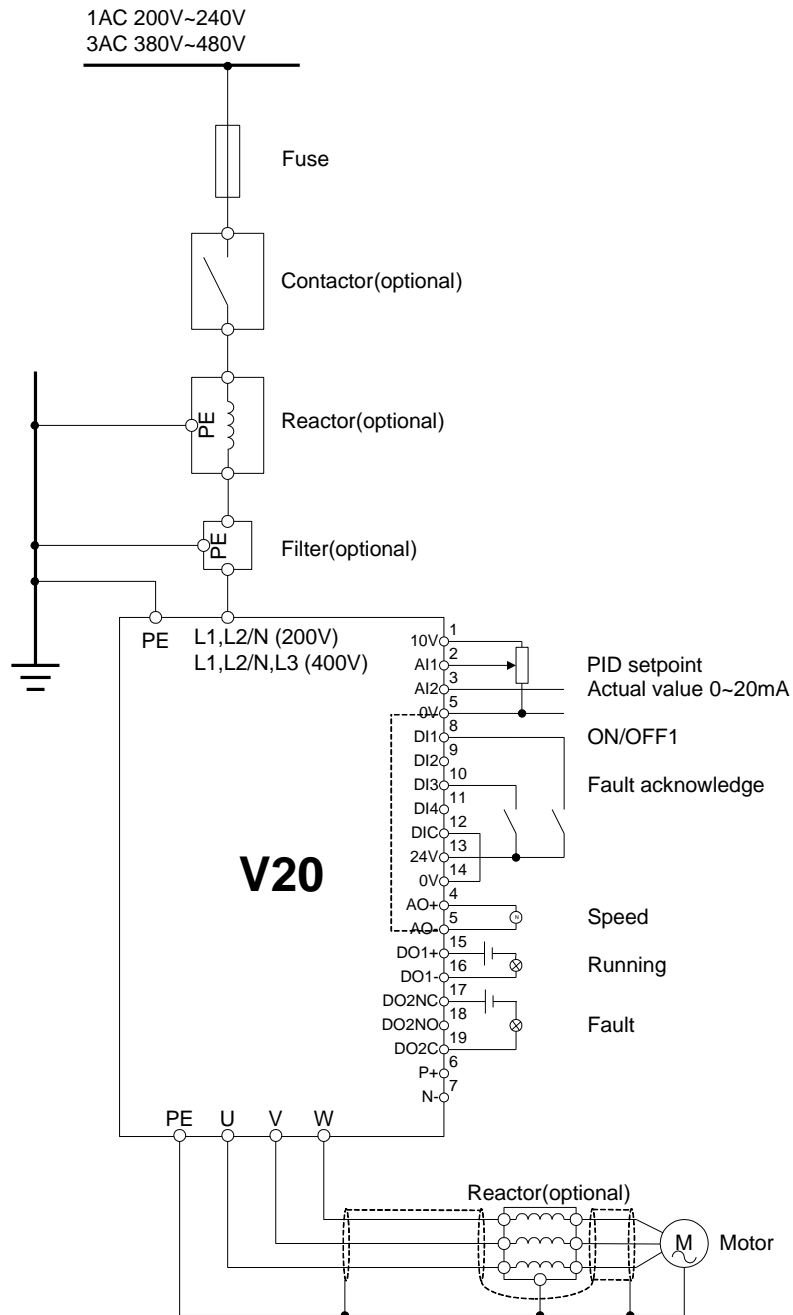 1AC 200V~240V
3AC 380V~480V
Fuse
Contactor(optional)
PE
Reactor(optional)
PE
Filter(optional)
PE
L1,L2/N (200V)
L1,L2/N,L3 (400V)
10V 1
AI1 2
AI2 3
0V 5
DI1 8
DI2 9
DI3 10
DI4 11
DIC 12
24V 13
0V 14
AO+ 4
AO- 5
DO1+ 15
DO1- 16
DO2NC 17
DO2NO 18
DO2C 19
P+ 6
N- 7
PID setpoint
Actual value 0~20mA
ON/OFF1
Fault acknowledge
V20
N
Speed
Running
Fault
PE U V W
Reactor(optional)
M
Motor